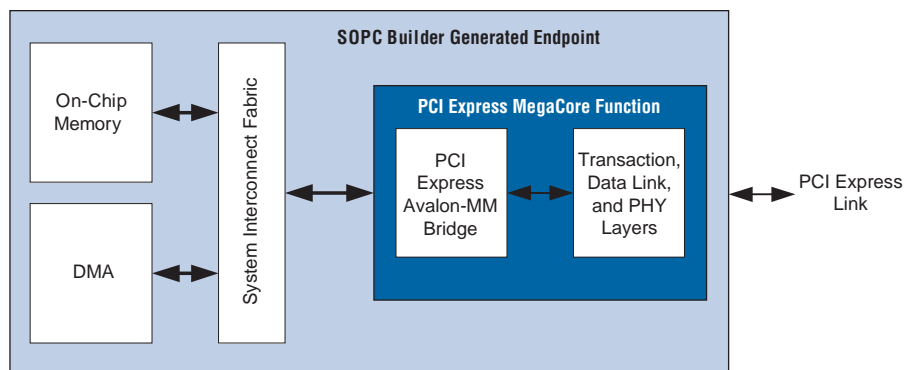 SOPC Builder Generated Endpoint
On-Chip
Memory
DMA
System Interconnect Fabric
PCI Express MegaCore Function
PCI
Express
Avalon-MM
Bridge
Transaction,
Data Link,
and PHY
Layers
PCI Express
Link